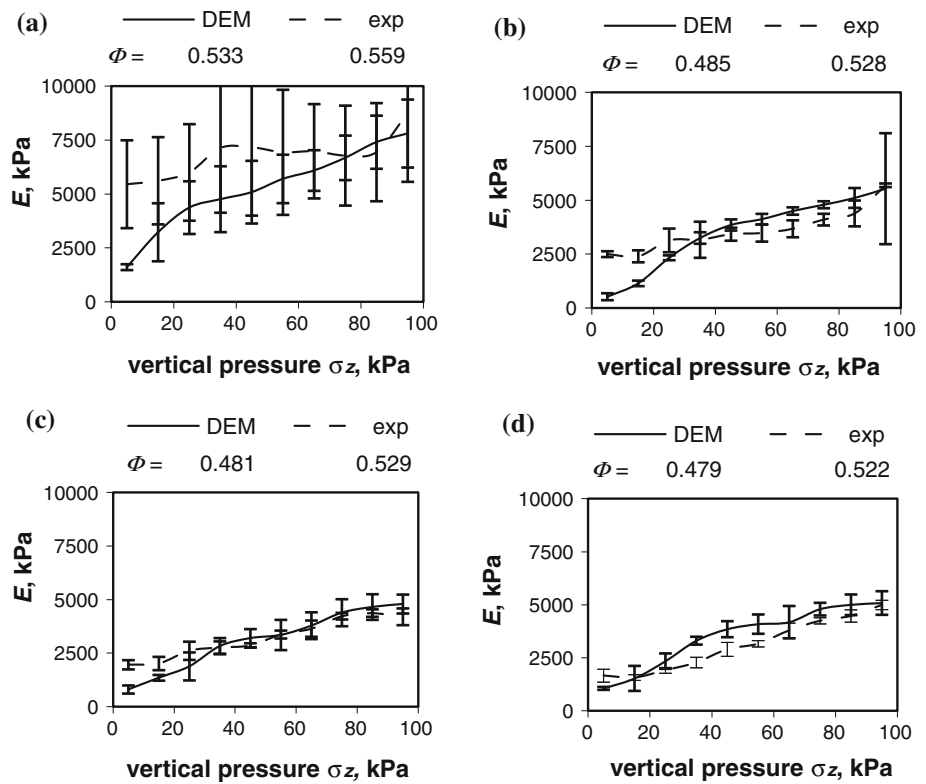 (a)
DEM exp
Φ = 0.533 0.559
10000
7500
5000
2500
0
E, kPa
0 20 40 60 80 100
vertical pressure σz, kPa
(b)
DEM exp
Φ = 0.485 0.528
10000
7500
5000
2500
0
E, kPa
0 20 40 60 80 100
vertical pressure σz, kPa
(c)
DEM exp
Φ = 0.481 0.529
10000
7500
5000
2500
0
E, kPa
0 20 40 60 80 100
vertical pressure σz, kPa
(d)
DEM exp
Φ = 0.479 0.522
10000
7500
5000
2500
0
E, kPa
0 20 40 60 80 100
vertical pressure σz, kPa